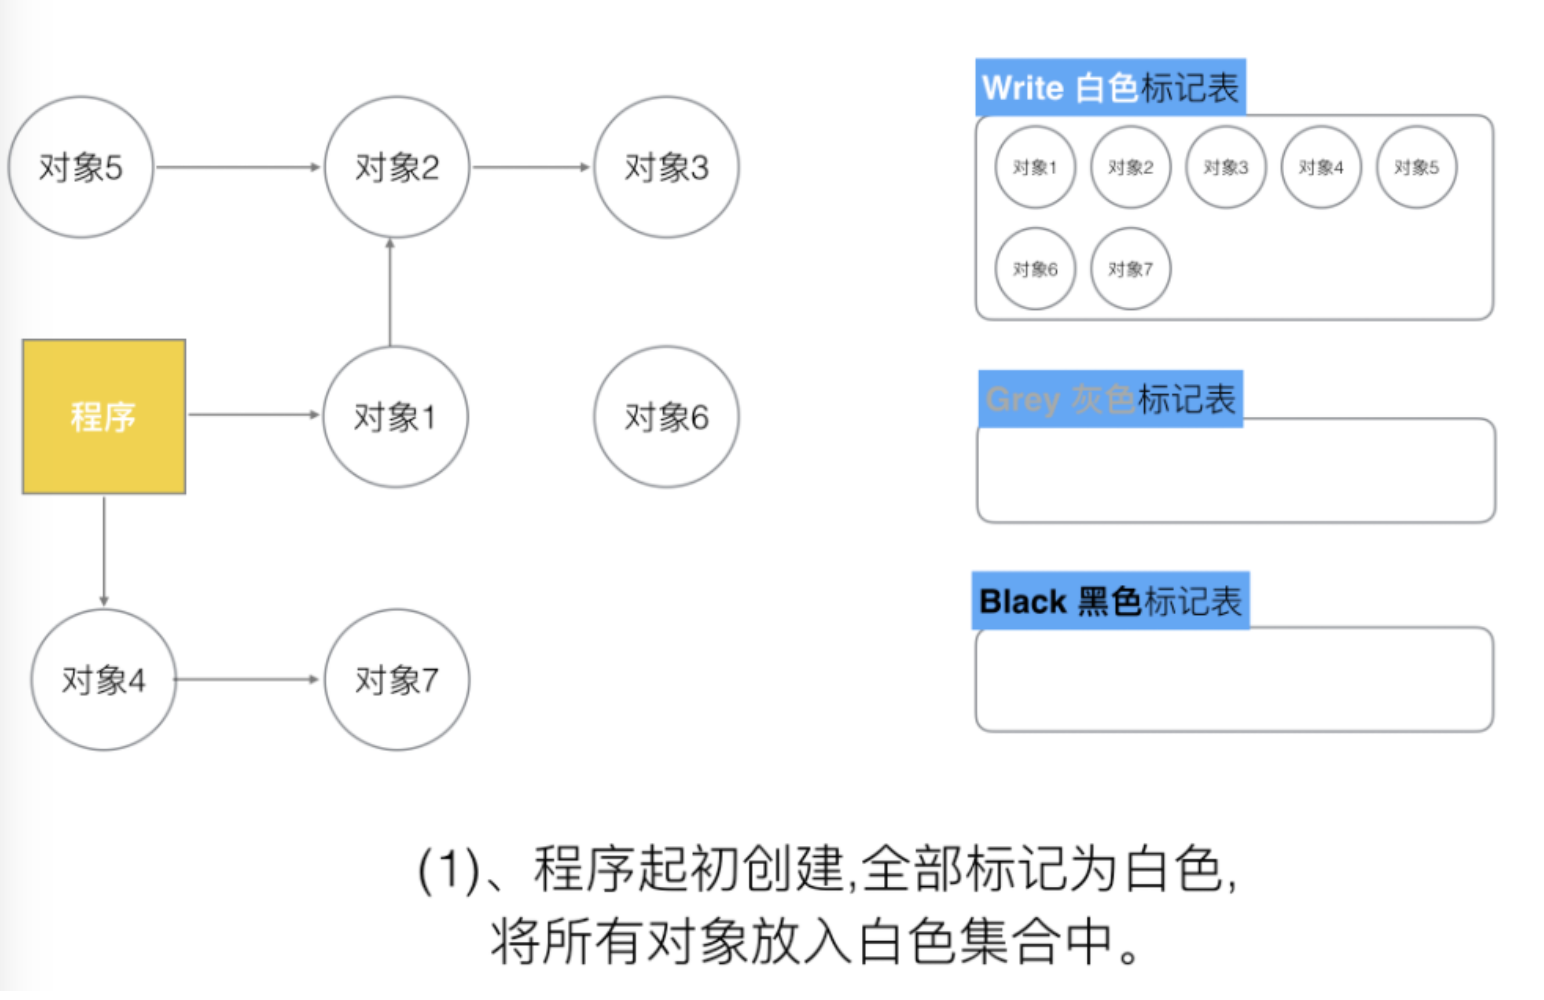 对象5
对象2
对象3
程序
对象1
对象6
对象4
对象7
Write 白色标记表
对象1 对象2 对象3 对象4 对象5
对象6 对象7
Grey 灰色标记表
Black 黑色标记表
(1)、程序起初创建,全部标记为白色,
将所有对象放入白色集合中。